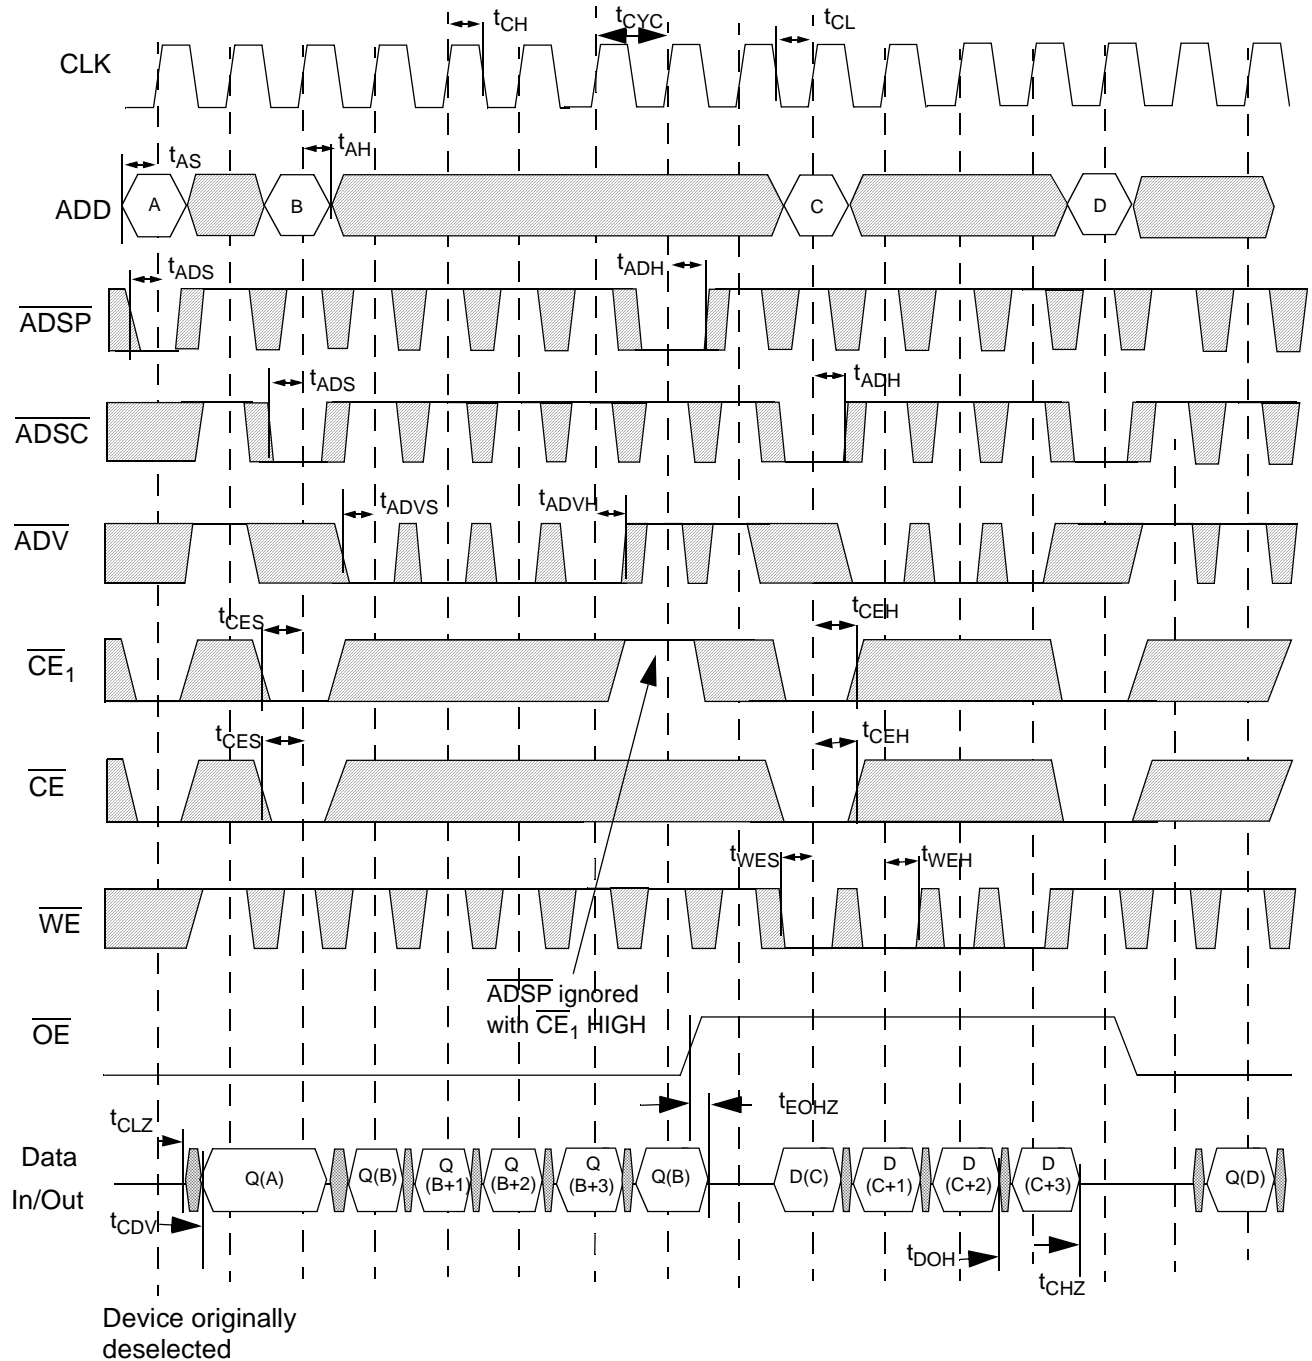 tCH
tCYC
tCL
CLK
tAS
tAH
ADD
A
B
C
D
tADS
tADH
ADSP
tADS
tADH
ADSC
tADVS
tADVH
ADV
tCES
tCEH
CE1
tCES
tCEH
CE
tWES
tWEH
WE
ADSP ignored
with CE1 HIGH
OE
tCLZ
tEOHZ
Data
In/Out
Q(A)
Q(B)
Q
(B+1)
Q
(B+2)
Q
(B+3)
Q(B)
D(C)
D
(C+1)
D
(C+2)
D
(C+3)
Q(D)
tCDV
tDOH
tCHZ
Device originally
deselected